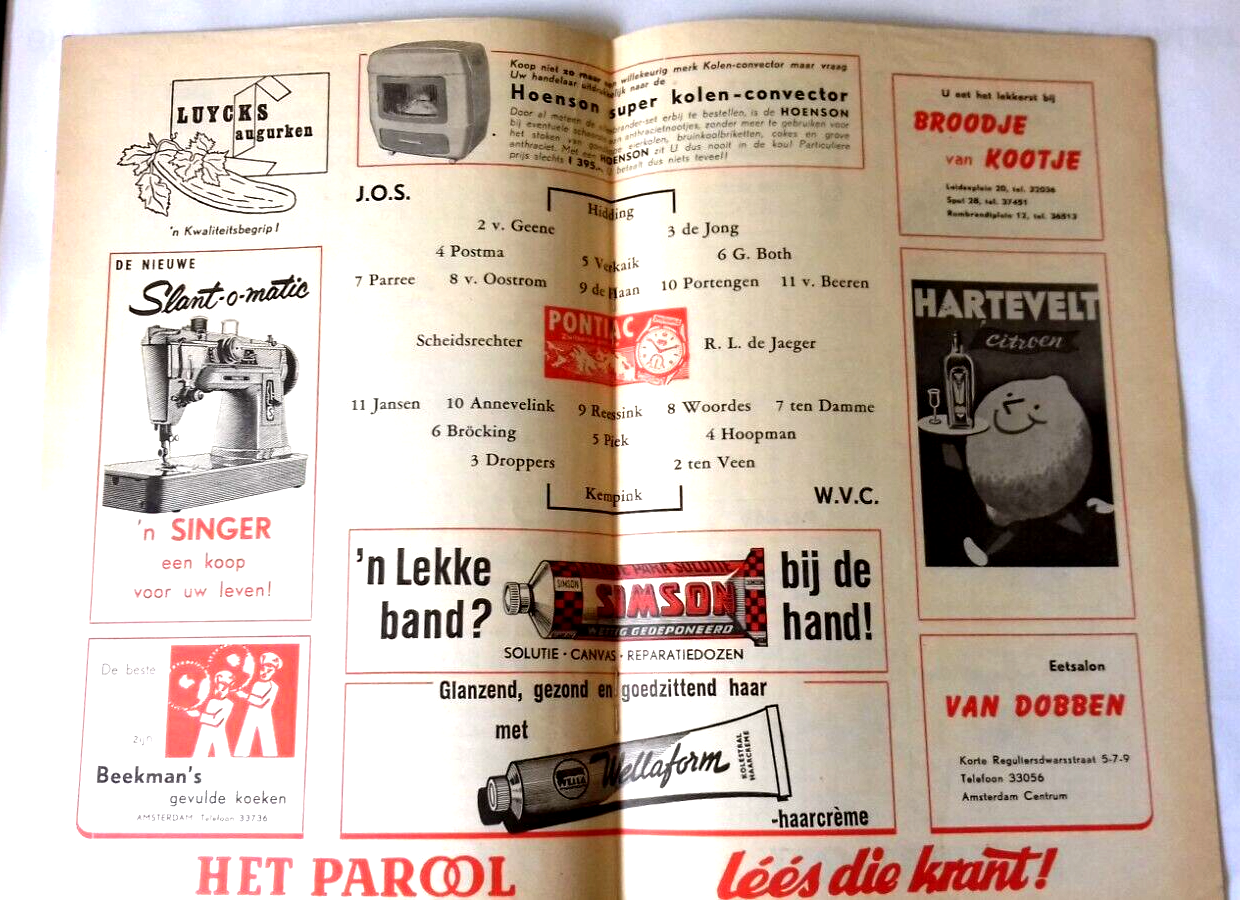 LUYCKS
augurken
'n Kwaliteitsbegrip!
Koop niet zo maar willekeurig merk Kolen-convector maar vraag
Uw handelaar naar de
Hoenson super kolen-convector
Door al meteen de erbij te bestellen, is de HOENSON
bij eventuele anthracietnootjes, zonder meer te gebruiken voor
het stoken van eierkolen, bruinkoolbriketten, cokes en grove
anthraciet. Met een HOENSON zit U dus nooit in de kou! Particuliere
prijs slechts f 395.- U betaalt dus niets teveel!
U eet het lekkerst bij
BROODJE
van KOOTJE
Leidseplein 20, tel. 32036
Spui 28, tel. 37451
Rembrandtplein 12, tel. 36513
J.O.S.
Hidding
2 v. Geene 3 de Jong
4 Postma 5 Verkaik 6 G. Both
7 Parree 8 v. Oostrom 9 de Haan 10 Portengen 11 v. Beeren
Scheidsrechter PONTIAC R. L. de Jaeger
11 Jansen 10 Annevelink 9 Reessink 8 Woordes 7 ten Damme
6 Bröcking 5 Piek 4 Hoopman
3 Droppers 2 ten Veen
Kempink
W.V.C.
DE NIEUWE
Slant-o-matic
'n SINGER
een koop
voor uw leven!
HARTEVELT
citroen
'n Lekke
band?
PARA SOLUTIE
SIMSON
SIMSON
WETTIG GEDEPONEERD
bij de
hand!
SOLUTIE · CANVAS · REPARATIEDOZEN
De beste
zijn
Beekman's
gevulde koeken
AMSTERDAM Telefoon 33736
Glanzend, gezond en goedzittend haar
met
WELLA
Wellaform
KOLESTRAL
HAARCREME
-haarcrème
Eetsalon
VAN DOBBEN
Korte Reguliersdwarsstraat 5-7-9
Telefoon 33056
Amsterdam Centrum
HET PAROOL léés die krant!